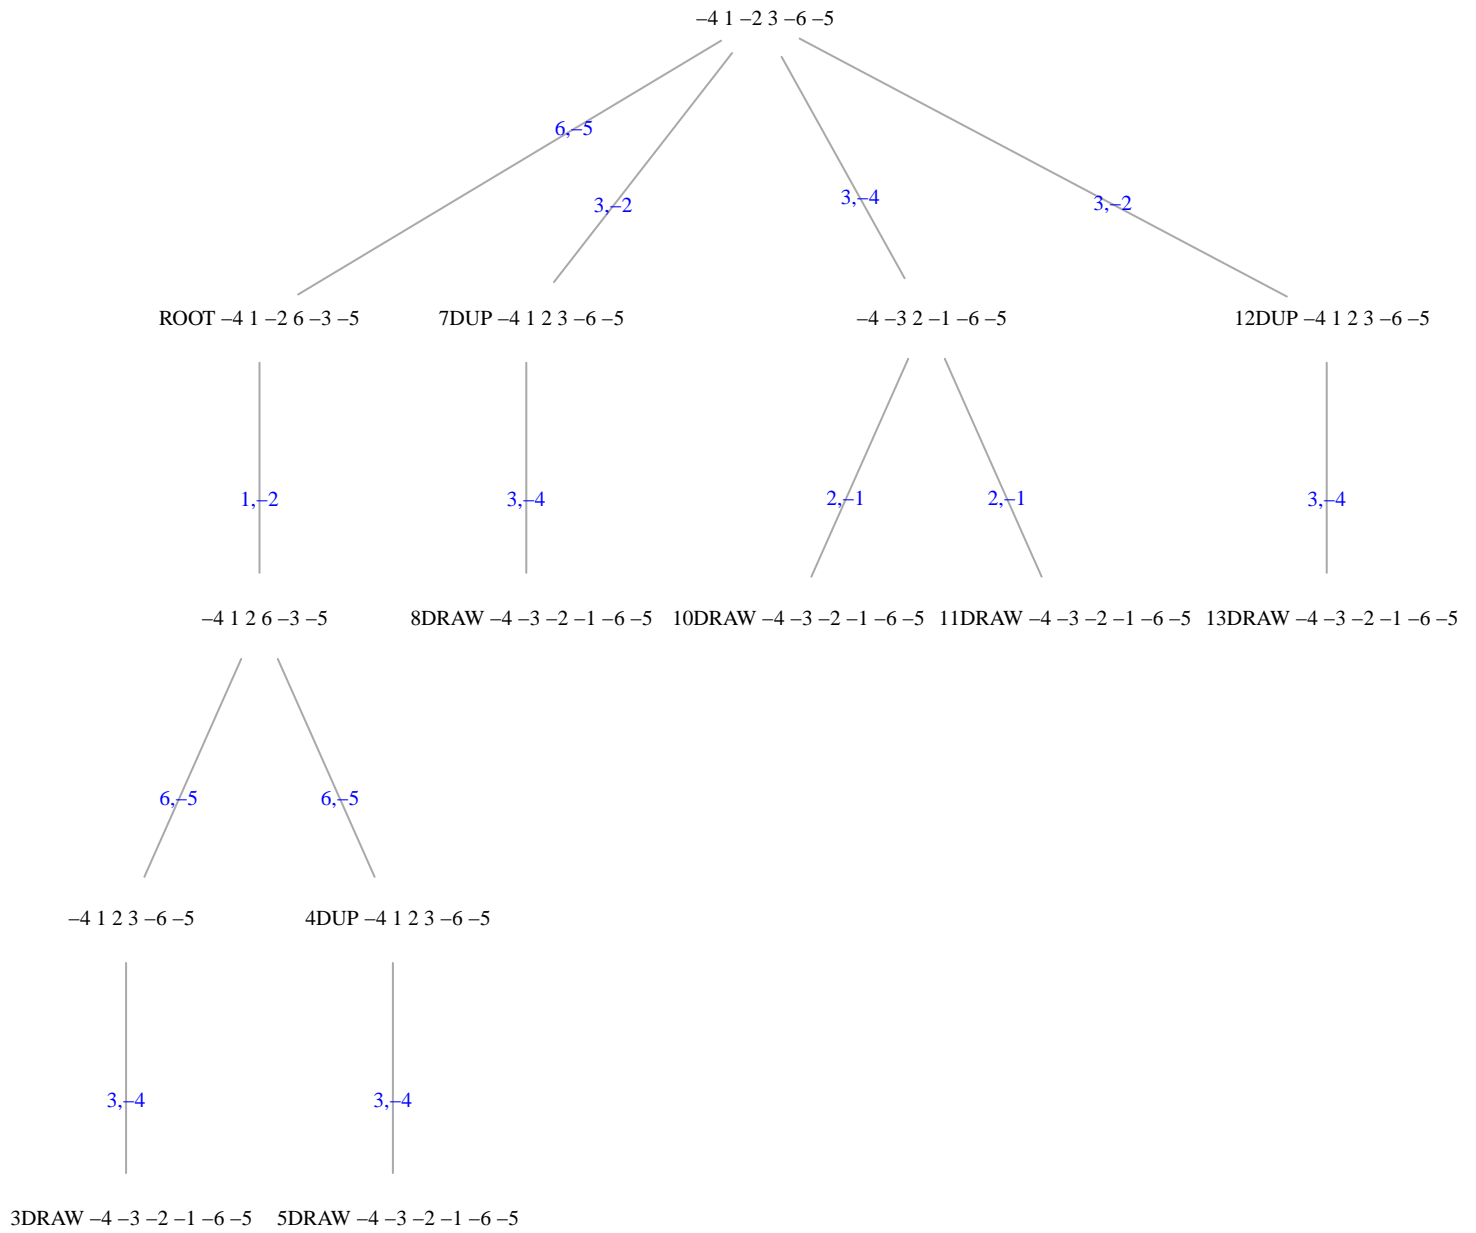 –4 1 –2 3 –6 –5
6,–5
3,–2
3,–4
3,–2
ROOT –4 1 –2 6 –3 –5
7DUP –4 1 2 3 –6 –5
–4 –3 2 –1 –6 –5
12DUP –4 1 2 3 –6 –5
1,–2
3,–4
2,–1
2,–1
3,–4
–4 1 2 6 –3 –5
8DRAW –4 –3 –2 –1 –6 –5
10DRAW –4 –3 –2 –1 –6 –5
11DRAW –4 –3 –2 –1 –6 –5
13DRAW –4 –3 –2 –1 –6 –5
6,–5
6,–5
–4 1 2 3 –6 –5
4DUP –4 1 2 3 –6 –5
3,–4
3,–4
3DRAW –4 –3 –2 –1 –6 –5
5DRAW –4 –3 –2 –1 –6 –5